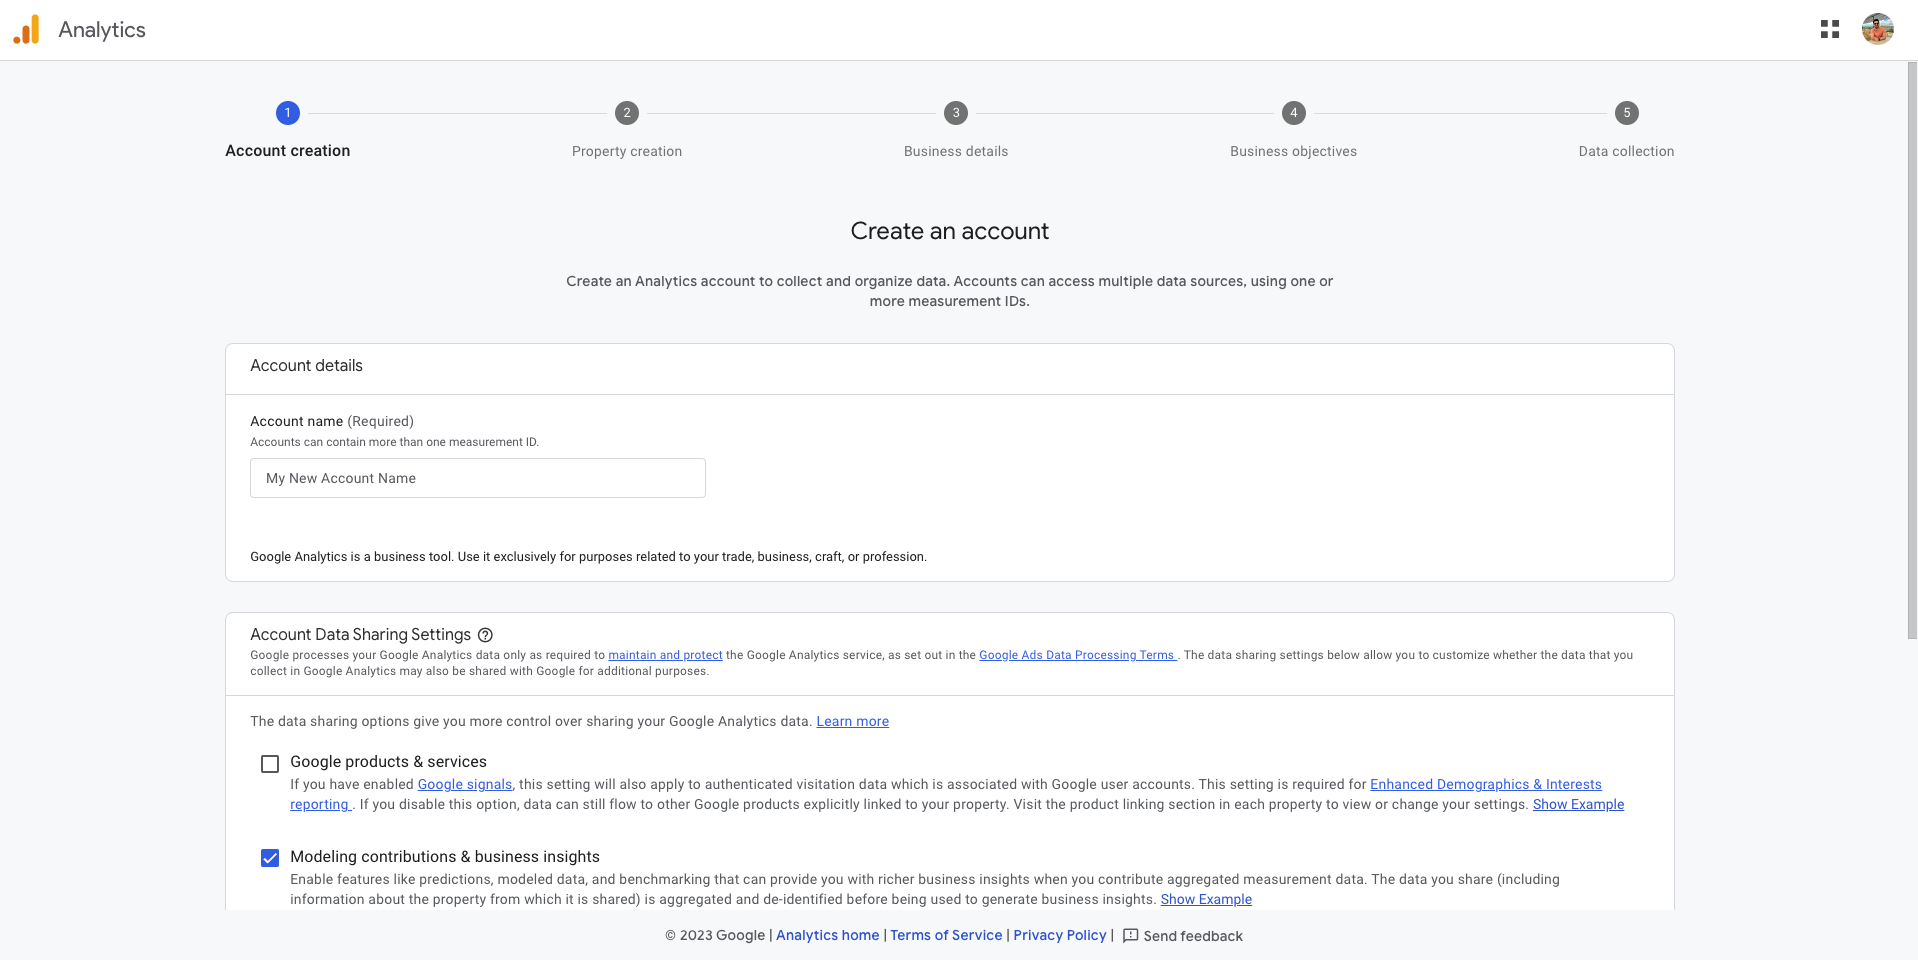 Analytics
1
2
3
4
5
Account creation
Property creation
Business details
Business objectives
Data collection
Create an account
Create an Analytics account to collect and organize data. Accounts can access multiple data sources, using one or
more measurement IDs.
Account details
Account name (Required)
Accounts can contain more than one measurement ID.
My New Account Name
Google Analytics is a business tool. Use it exclusively for purposes related to your trade, business, craft, or profession.
Account Data Sharing Settings
Google processes your Google Analytics data only as required to maintain and protect the Google Analytics service, as set out in the Google Ads Data Processing Terms . The data sharing settings below allow you to customize whether the data that you
collect in Google Analytics may also be shared with Google for additional purposes.
The data sharing options give you more control over sharing your Google Analytics data. Learn more
Google products & services
If you have enabled Google signals, this setting will also apply to authenticated visitation data which is associated with Google user accounts. This setting is required for Enhanced Demographics & Interests
reporting . If you disable this option, data can still flow to other Google products explicitly linked to your property. Visit the product linking section in each property to view or change your settings. Show Example
Modeling contributions & business insights
Enable features like predictions, modeled data, and benchmarking that can provide you with richer business insights when you contribute aggregated measurement data. The data you share (including
information about the property from which it is shared) is aggregated and de-identified before being used to generate business insights. Show Example
© 2023 Google | Analytics home | Terms of Service | Privacy Policy | Send feedback